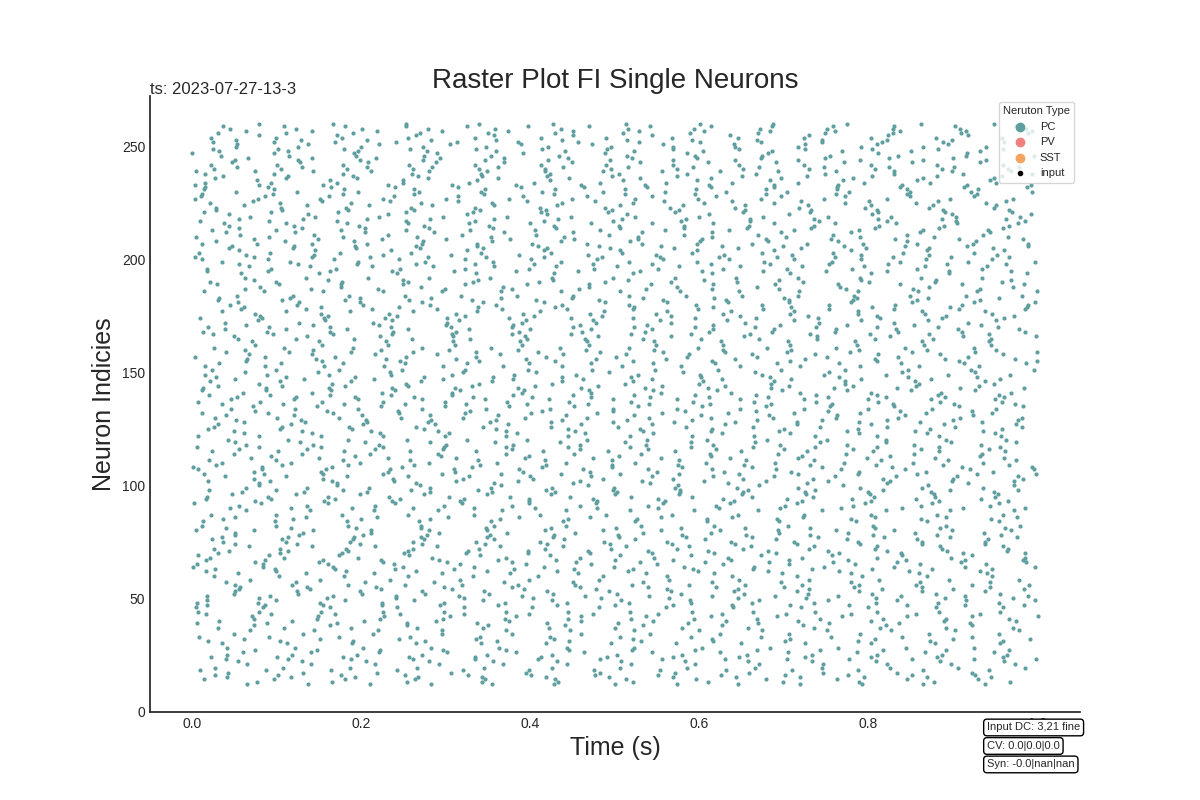 Raster Plot FI Single Neurons
ts: 2023-07-27-13-3
Neruton Type
PC
PV
SST
input
Neuron Indicies
250
200
150
100
50
0
0.0 0.2 0.4 0.6 0.8
Time (s)
Input DC: 3,21 fine
CV: 0.0|0.0|0.0
Syn: -0.0|nan|nan